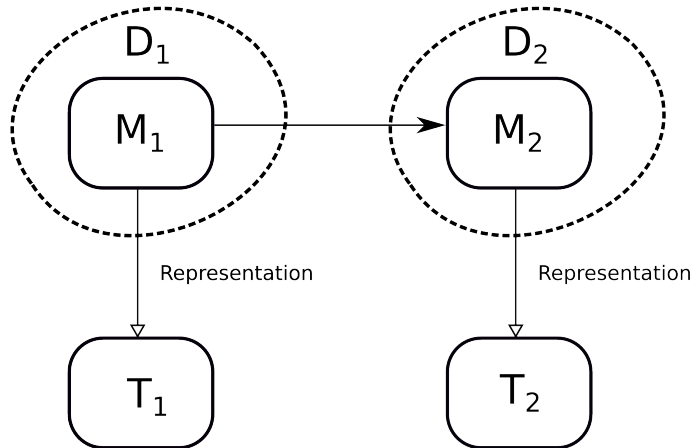 D₁
D₂
M₁
M₂
Representation
Representation
T₁
T₂